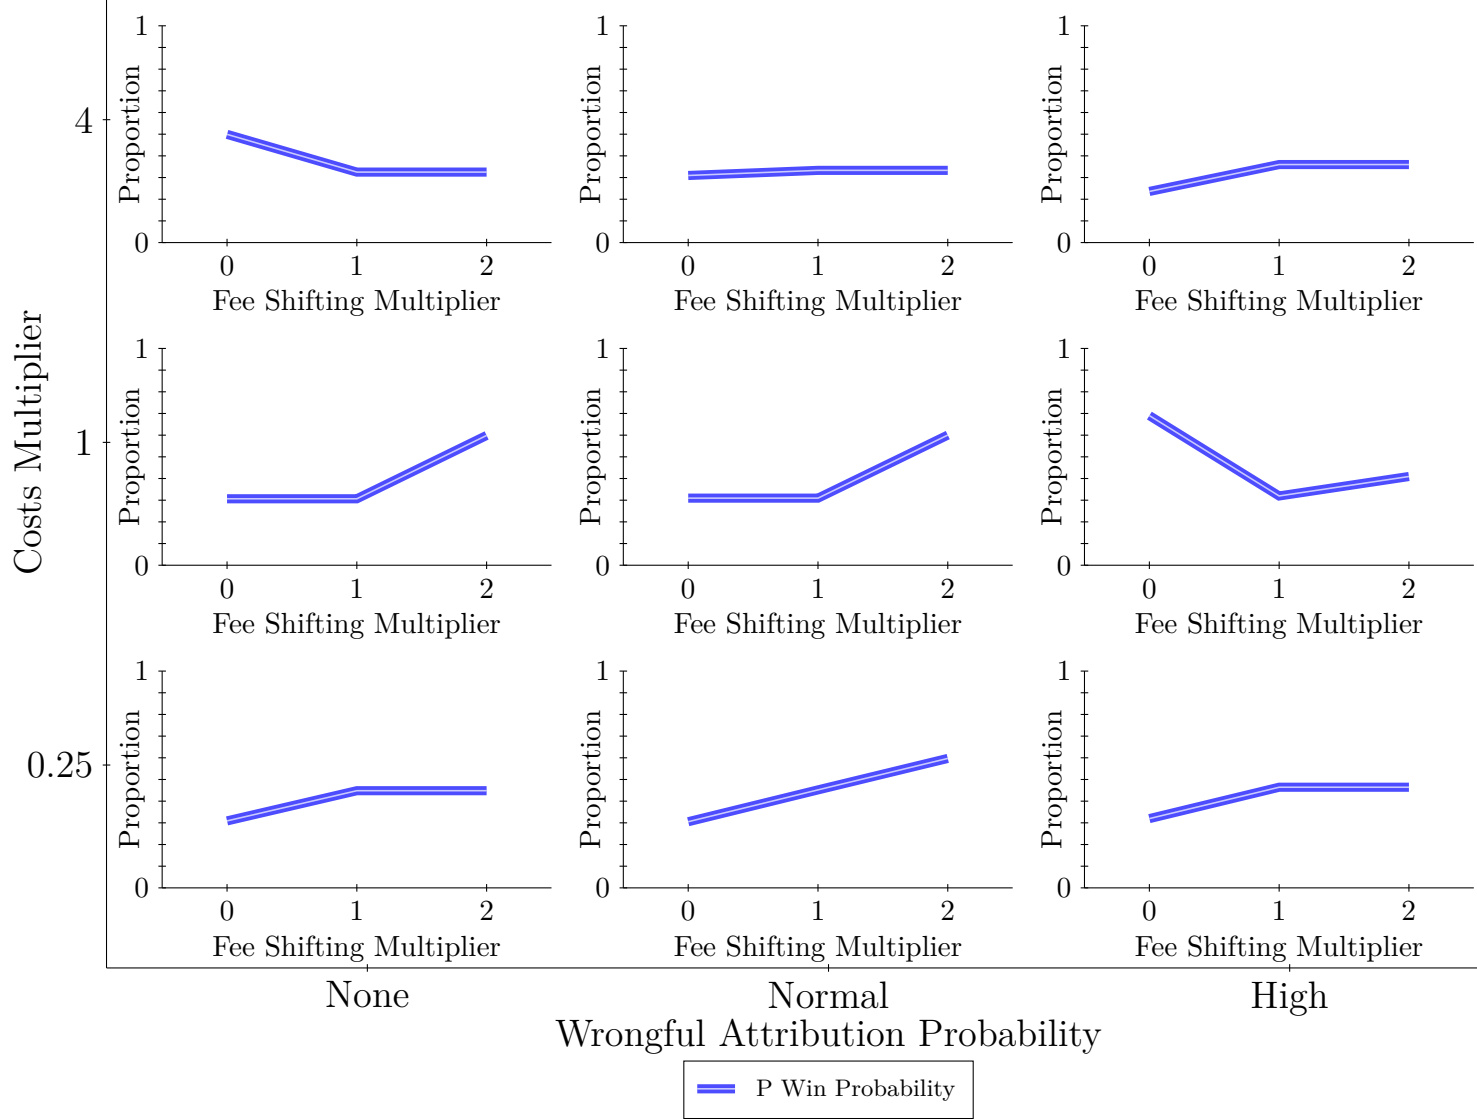 1
1
1
Proportion
Proportion
Proportion
4
0
0
0
0 1 2
0 1 2
0 1 2
Fee Shifting Multiplier
Fee Shifting Multiplier
Fee Shifting Multiplier
Costs Multiplier
1
1
1
Proportion
Proportion
Proportion
1
0
0
0
0 1 2
0 1 2
0 1 2
Fee Shifting Multiplier
Fee Shifting Multiplier
Fee Shifting Multiplier
1
1
1
Proportion
Proportion
Proportion
0.25
0
0
0
0 1 2
0 1 2
0 1 2
Fee Shifting Multiplier
Fee Shifting Multiplier
Fee Shifting Multiplier
None
Normal
High
Wrongful Attribution Probability
P Win Probability